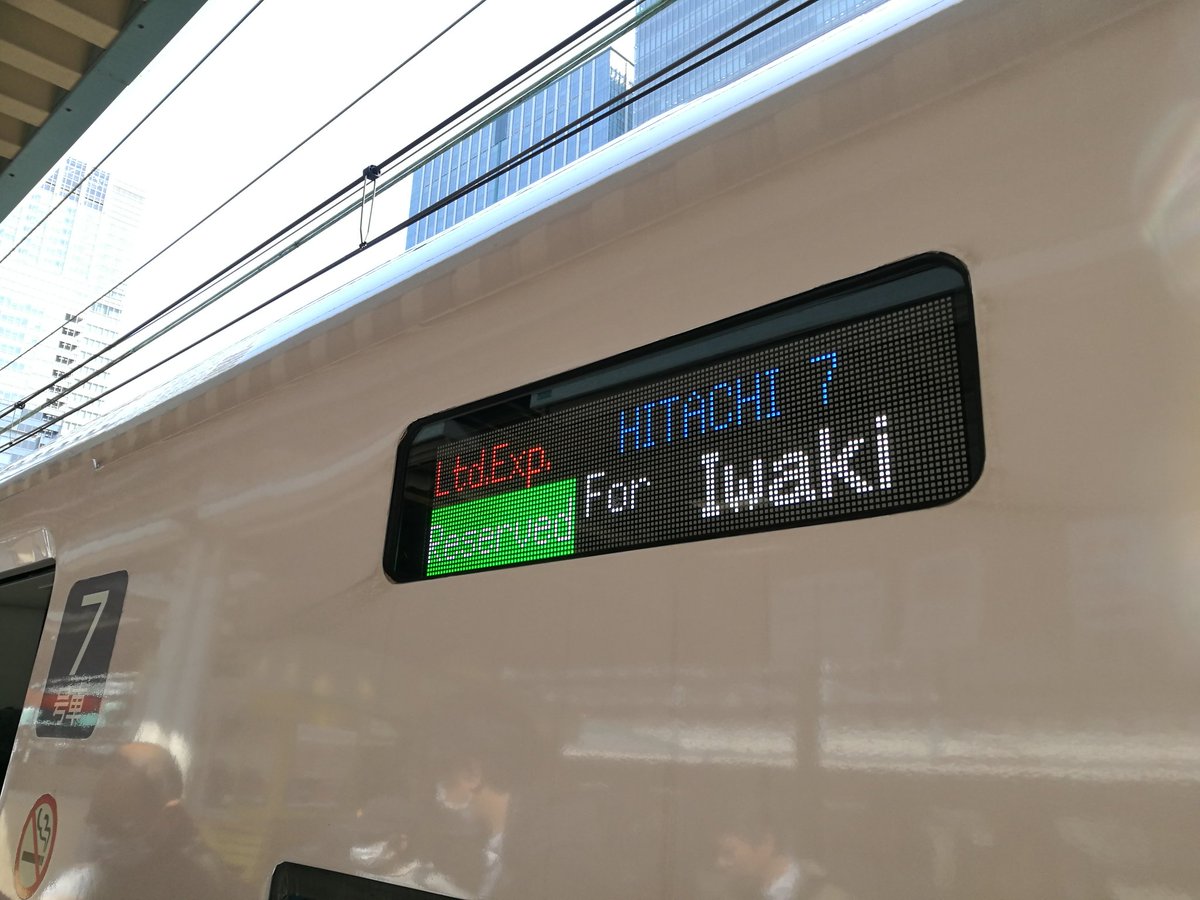 Ltd.Exp. HITACHI 7
Reserved For Iwaki
7
号車